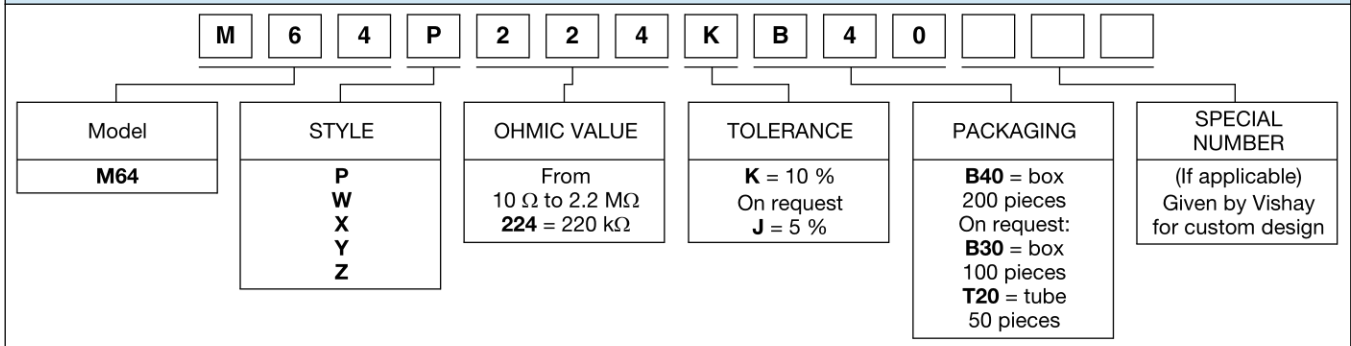 M 6 4 P 2 2 4 K B 4 0
Model
M64
STYLE
P
W
X
Y
Z
OHMIC VALUE
From
10 Ω to 2.2 MΩ
224 = 220 kΩ
TOLERANCE
K = 10 %
On request
J = 5 %
PACKAGING
B40 = box
200 pieces
On request:
B30 = box
100 pieces
T20 = tube
50 pieces
SPECIAL
NUMBER
(If applicable)
Given by Vishay
for custom design